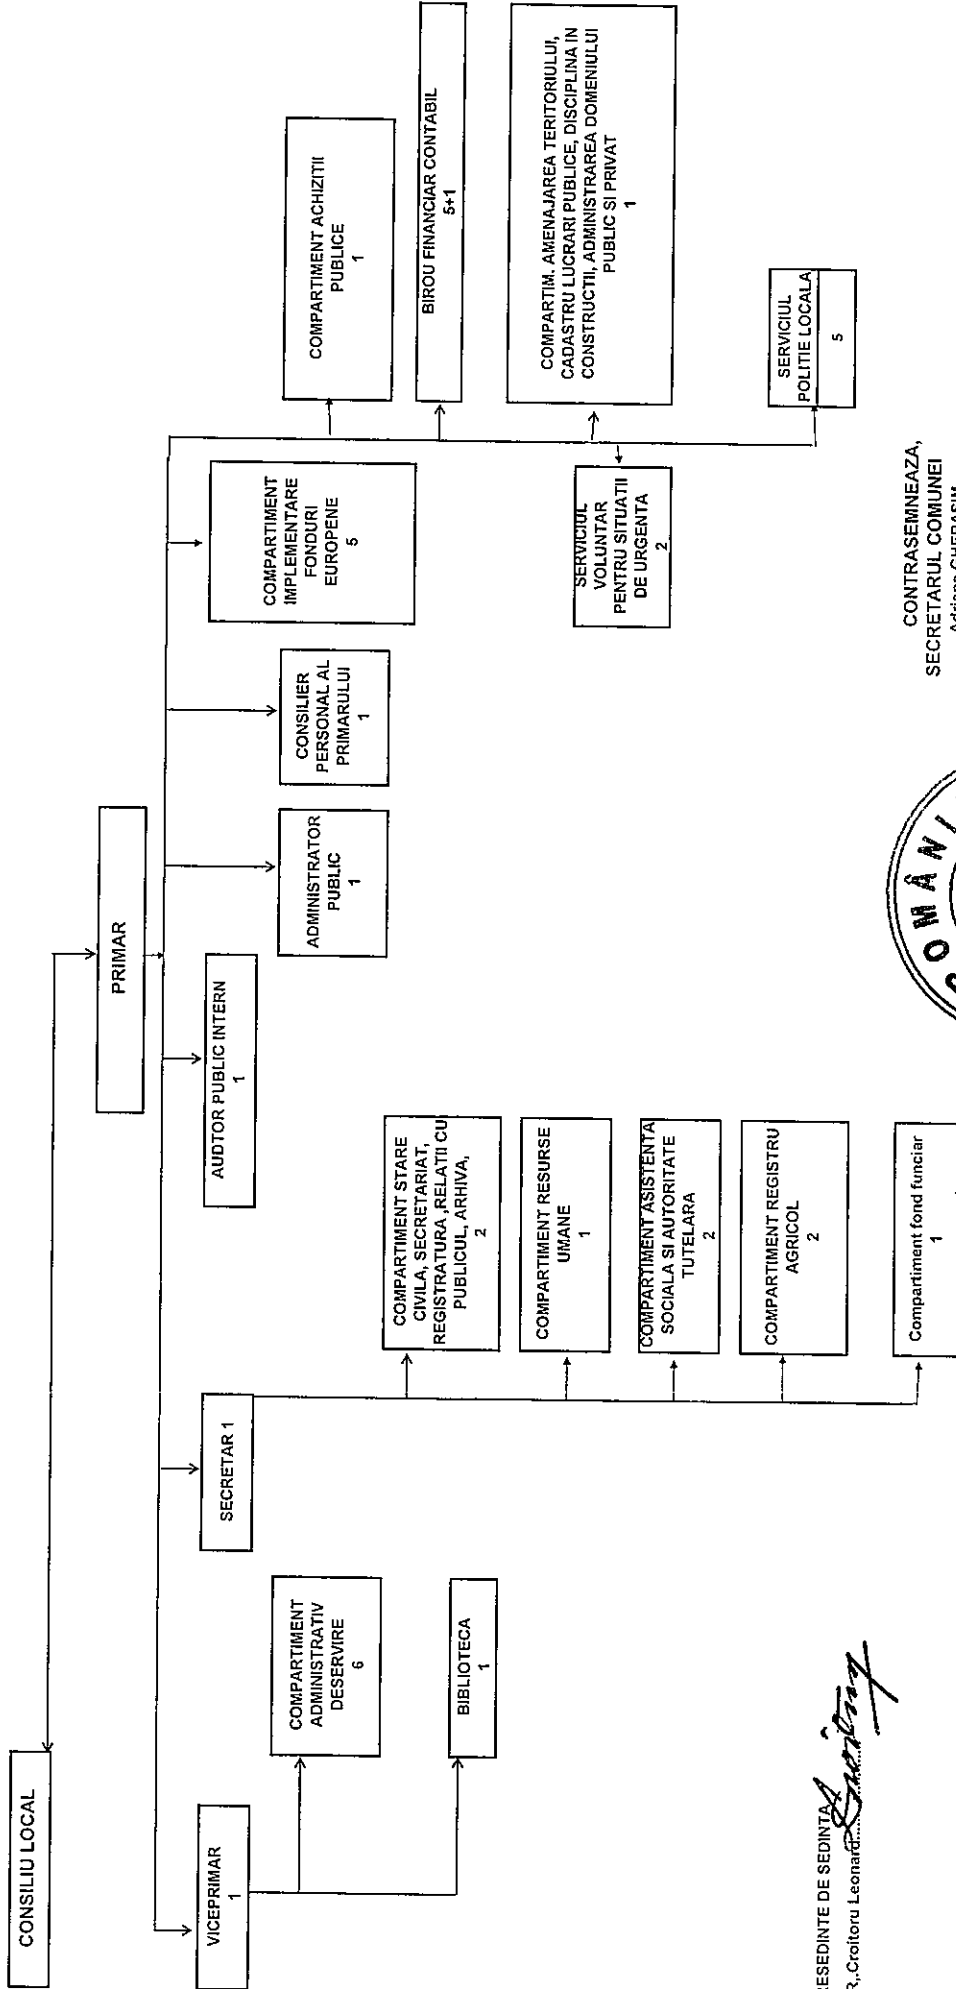 CONSILIU LOCAL
PRIMAR
VICEPRIMAR
1
COMPARTIMENT
ADMINISTRATIV
DESERVIRE
6
BIBLIOTECA
1
SECRETAR 1
COMPARTIMENT STARE
CIVILA, SECRETARIAT,
REGISTRATURA ,RELATII CU
PUBLICUL, ARHIVA,
2
COMPARTIMENT RESURSE
UMANE
1
COMPARTIMENT ASISTENTA
SOCIALA SI AUTORITATE
TUTELARA
2
COMPARTIMENT REGISTRU
AGRICOL
2
Compartiment fond funciar
1
AUDTOR PUBLIC INTERN
1
ADMINISTRATOR
PUBLIC
1
CONSILIER
PERSONAL AL
PRIMARULUI
1
COMPARTIMENT
IMPLEMENTARE
FONDURI
EUROPENE
5
SERVICIUL
VOLUNTAR
PENTRU SITUATII
DE URGENTA
2
COMPARTIMENT ACHIZITII
PUBLICE
1
BIROU FINANCIAR CONTABIL
5+1
COMPARTIM. AMENAJAREA TERITORIULUI,
CADASTRU LUCRARI PUBLICE, DISCIPLINA IN
CONSTRUCTII, ADMINISTRAREA DOMENIULUI
PUBLIC SI PRIVAT
1
SERVICIUL
POLITIE LOCALA
5
RESEDINTE DE SEDINTA
R,.Croitoru Leonard
OMÂNI
CONTRASEMNEAZA,
SECRETARUL COMUNEI
Adriana GHERASIM